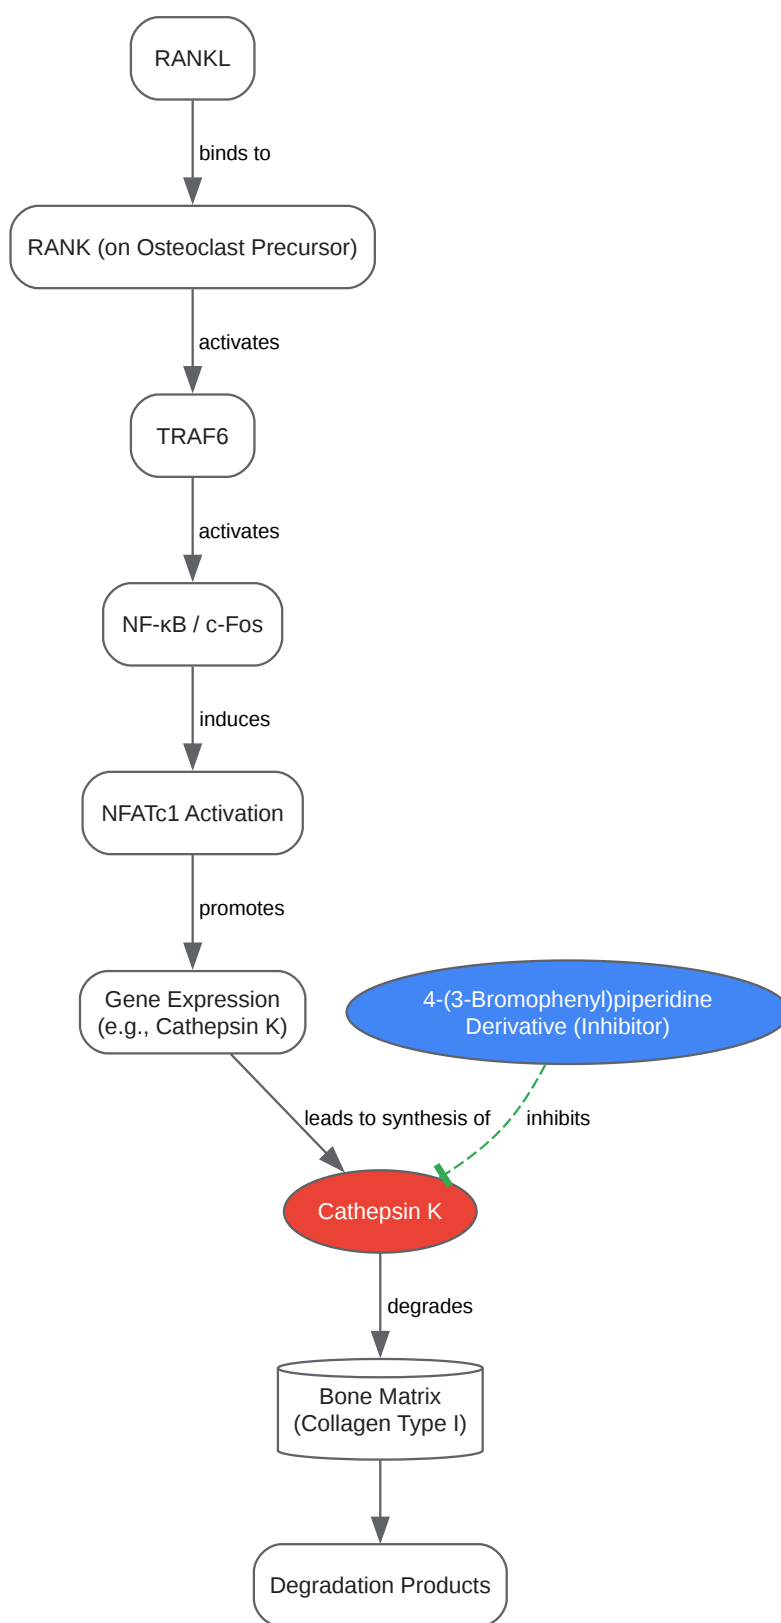 RANKL
binds to
RANK (on Osteoclast Precursor)
activates
TRAF6
activates
NF-κB / c-Fos
induces
NFATc1 Activation
promotes
Gene Expression
(e.g., Cathepsin K)
4-(3-Bromophenyl)piperidine
Derivative (Inhibitor)
leads to synthesis of
inhibits
Cathepsin K
degrades
Bone Matrix
(Collagen Type I)
Degradation Products